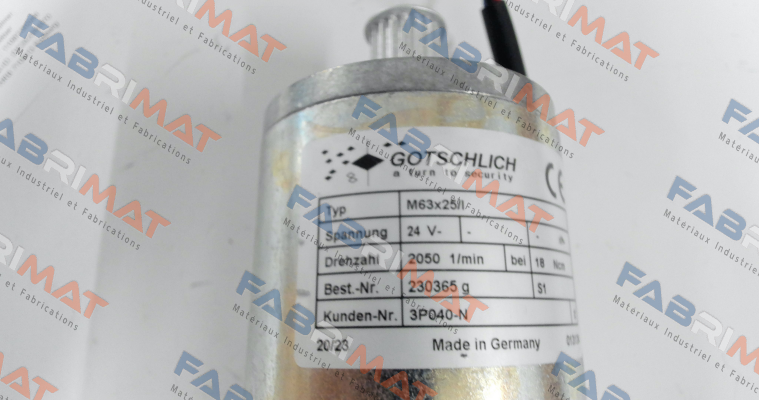 GOTSCHLICH
a turn to security
CE
Typ M63x25/I
Spannung 24 V- - -
Drehzahl 2050 1/min bei 18 Ncm
Best.-Nr. 230365 g S1
Kunden-Nr. 3P040-N
20/23 Made in Germany
FABRIMAT
Matériaux Industriel et Fabrications